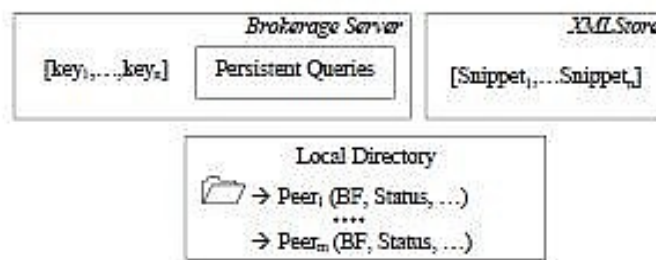 Brokerage Server
XMLStore
[key₁,…,keyₙ]
Persistent Queries
[Snippet₁,…Snippetₙ]
Local Directory
→ Peer₁ (BF, Status, …)
••••
→ Peerₘ (BF, Status, …)